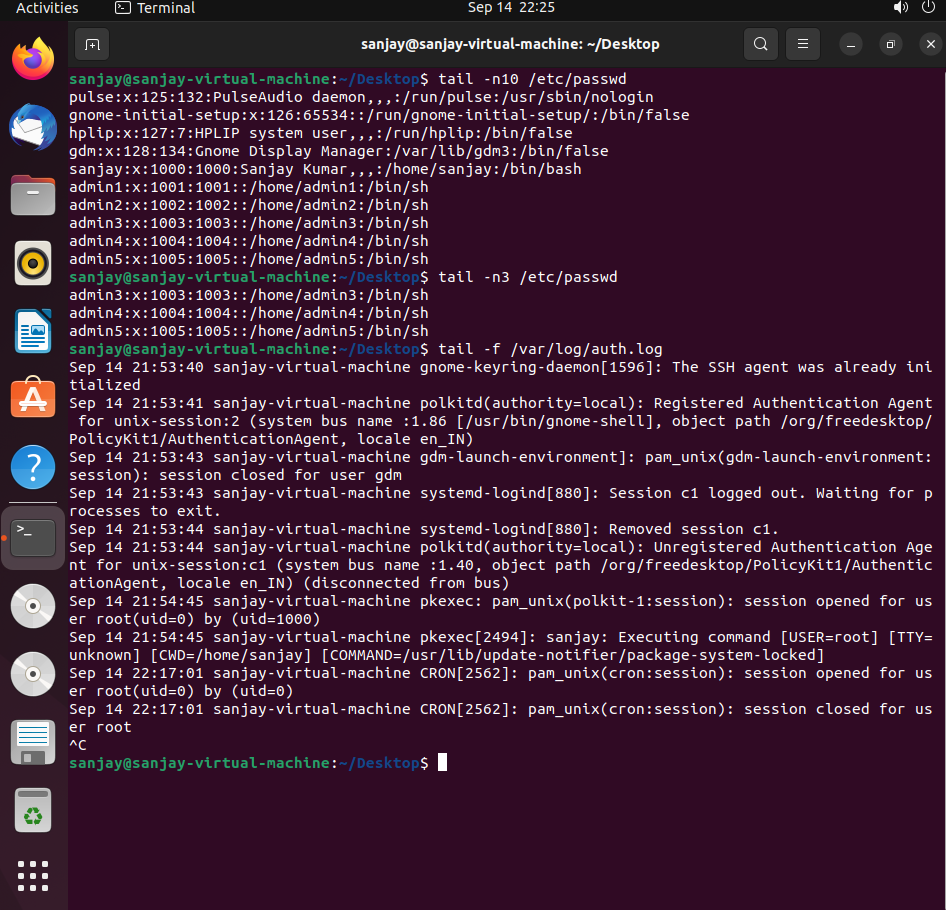 Activities
Terminal
Sep 14 22:25
sanjay@sanjay-virtual-machine: ~/Desktop
sanjay@sanjay-virtual-machine:~/Desktop$ tail -n10 /etc/passwd
pulse:x:125:132:PulseAudio daemon,,,:/run/pulse:/usr/sbin/nologin
gnome-initial-setup:x:126:65534::/run/gnome-initial-setup/:/bin/false
hplip:x:127:7:HPLIP system user,,,:/run/hplip:/bin/false
gdm:x:128:134:Gnome Display Manager:/var/lib/gdm3:/bin/false
sanjay:x:1000:1000:Sanjay Kumar,,,:/home/sanjay:/bin/bash
admin1:x:1001:1001::/home/admin1:/bin/sh
admin2:x:1002:1002::/home/admin2:/bin/sh
admin3:x:1003:1003::/home/admin3:/bin/sh
admin4:x:1004:1004::/home/admin4:/bin/sh
admin5:x:1005:1005::/home/admin5:/bin/sh
sanjay@sanjay-virtual-machine:~/Desktop$ tail -n3 /etc/passwd
admin3:x:1003:1003::/home/admin3:/bin/sh
admin4:x:1004:1004::/home/admin4:/bin/sh
admin5:x:1005:1005::/home/admin5:/bin/sh
sanjay@sanjay-virtual-machine:~/Desktop$ tail -f /var/log/auth.log
Sep 14 21:53:40 sanjay-virtual-machine gnome-keyring-daemon[1596]: The SSH agent was already ini
tialized
Sep 14 21:53:41 sanjay-virtual-machine polkitd(authority=local): Registered Authentication Agent
 for unix-session:2 (system bus name :1.86 [/usr/bin/gnome-shell], object path /org/freedesktop/
PolicyKit1/AuthenticationAgent, locale en_IN)
Sep 14 21:53:43 sanjay-virtual-machine gdm-launch-environment]: pam_unix(gdm-launch-environment:
session): session closed for user gdm
Sep 14 21:53:43 sanjay-virtual-machine systemd-logind[880]: Session c1 logged out. Waiting for p
rocesses to exit.
Sep 14 21:53:44 sanjay-virtual-machine systemd-logind[880]: Removed session c1.
Sep 14 21:53:44 sanjay-virtual-machine polkitd(authority=local): Unregistered Authentication Age
nt for unix-session:c1 (system bus name :1.40, object path /org/freedesktop/PolicyKit1/Authentic
ationAgent, locale en_IN) (disconnected from bus)
Sep 14 21:54:45 sanjay-virtual-machine pkexec: pam_unix(polkit-1:session): session opened for us
er root(uid=0) by (uid=1000)
Sep 14 21:54:45 sanjay-virtual-machine pkexec[2494]: sanjay: Executing command [USER=root] [TTY=
unknown] [CWD=/home/sanjay] [COMMAND=/usr/lib/update-notifier/package-system-locked]
Sep 14 22:17:01 sanjay-virtual-machine CRON[2562]: pam_unix(cron:session): session opened for us
er root(uid=0) by (uid=0)
Sep 14 22:17:01 sanjay-virtual-machine CRON[2562]: pam_unix(cron:session): session closed for us
er root
^C
sanjay@sanjay-virtual-machine:~/Desktop$